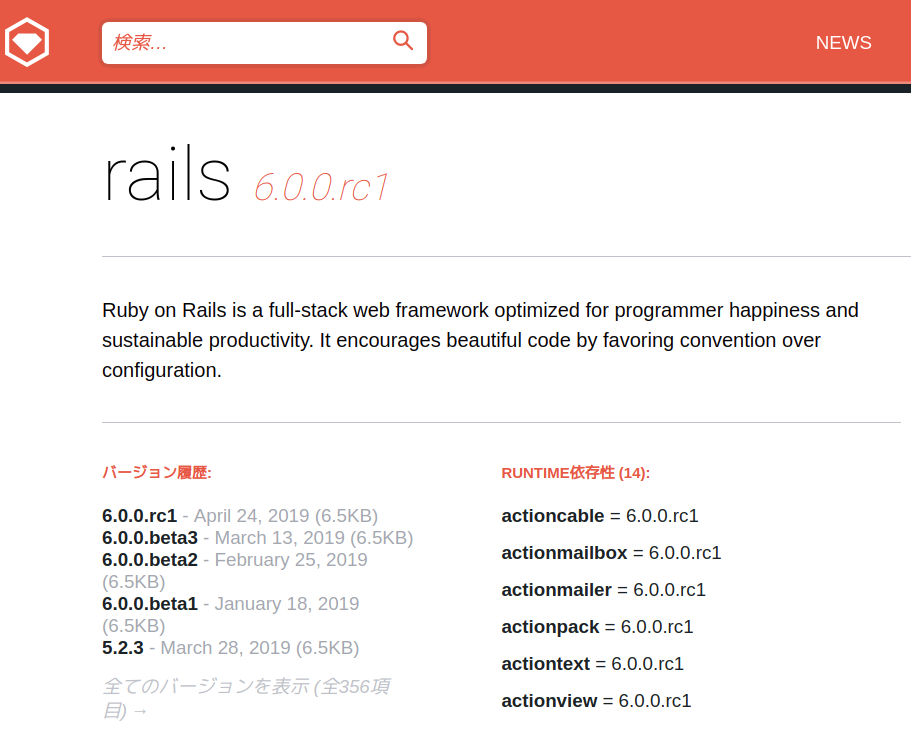 検索…
NEWS
rails 6.0.0.rc1
Ruby on Rails is a full-stack web framework optimized for programmer happiness and
sustainable productivity. It encourages beautiful code by favoring convention over
configuration.
バージョン履歴:
6.0.0.rc1 - April 24, 2019 (6.5KB)
6.0.0.beta3 - March 13, 2019 (6.5KB)
6.0.0.beta2 - February 25, 2019
(6.5KB)
6.0.0.beta1 - January 18, 2019
(6.5KB)
5.2.3 - March 28, 2019 (6.5KB)
全てのバージョンを表示 (全356項
目) →
RUNTIME依存性 (14):
actioncable = 6.0.0.rc1
actionmailbox = 6.0.0.rc1
actionmailer = 6.0.0.rc1
actionpack = 6.0.0.rc1
actiontext = 6.0.0.rc1
actionview = 6.0.0.rc1